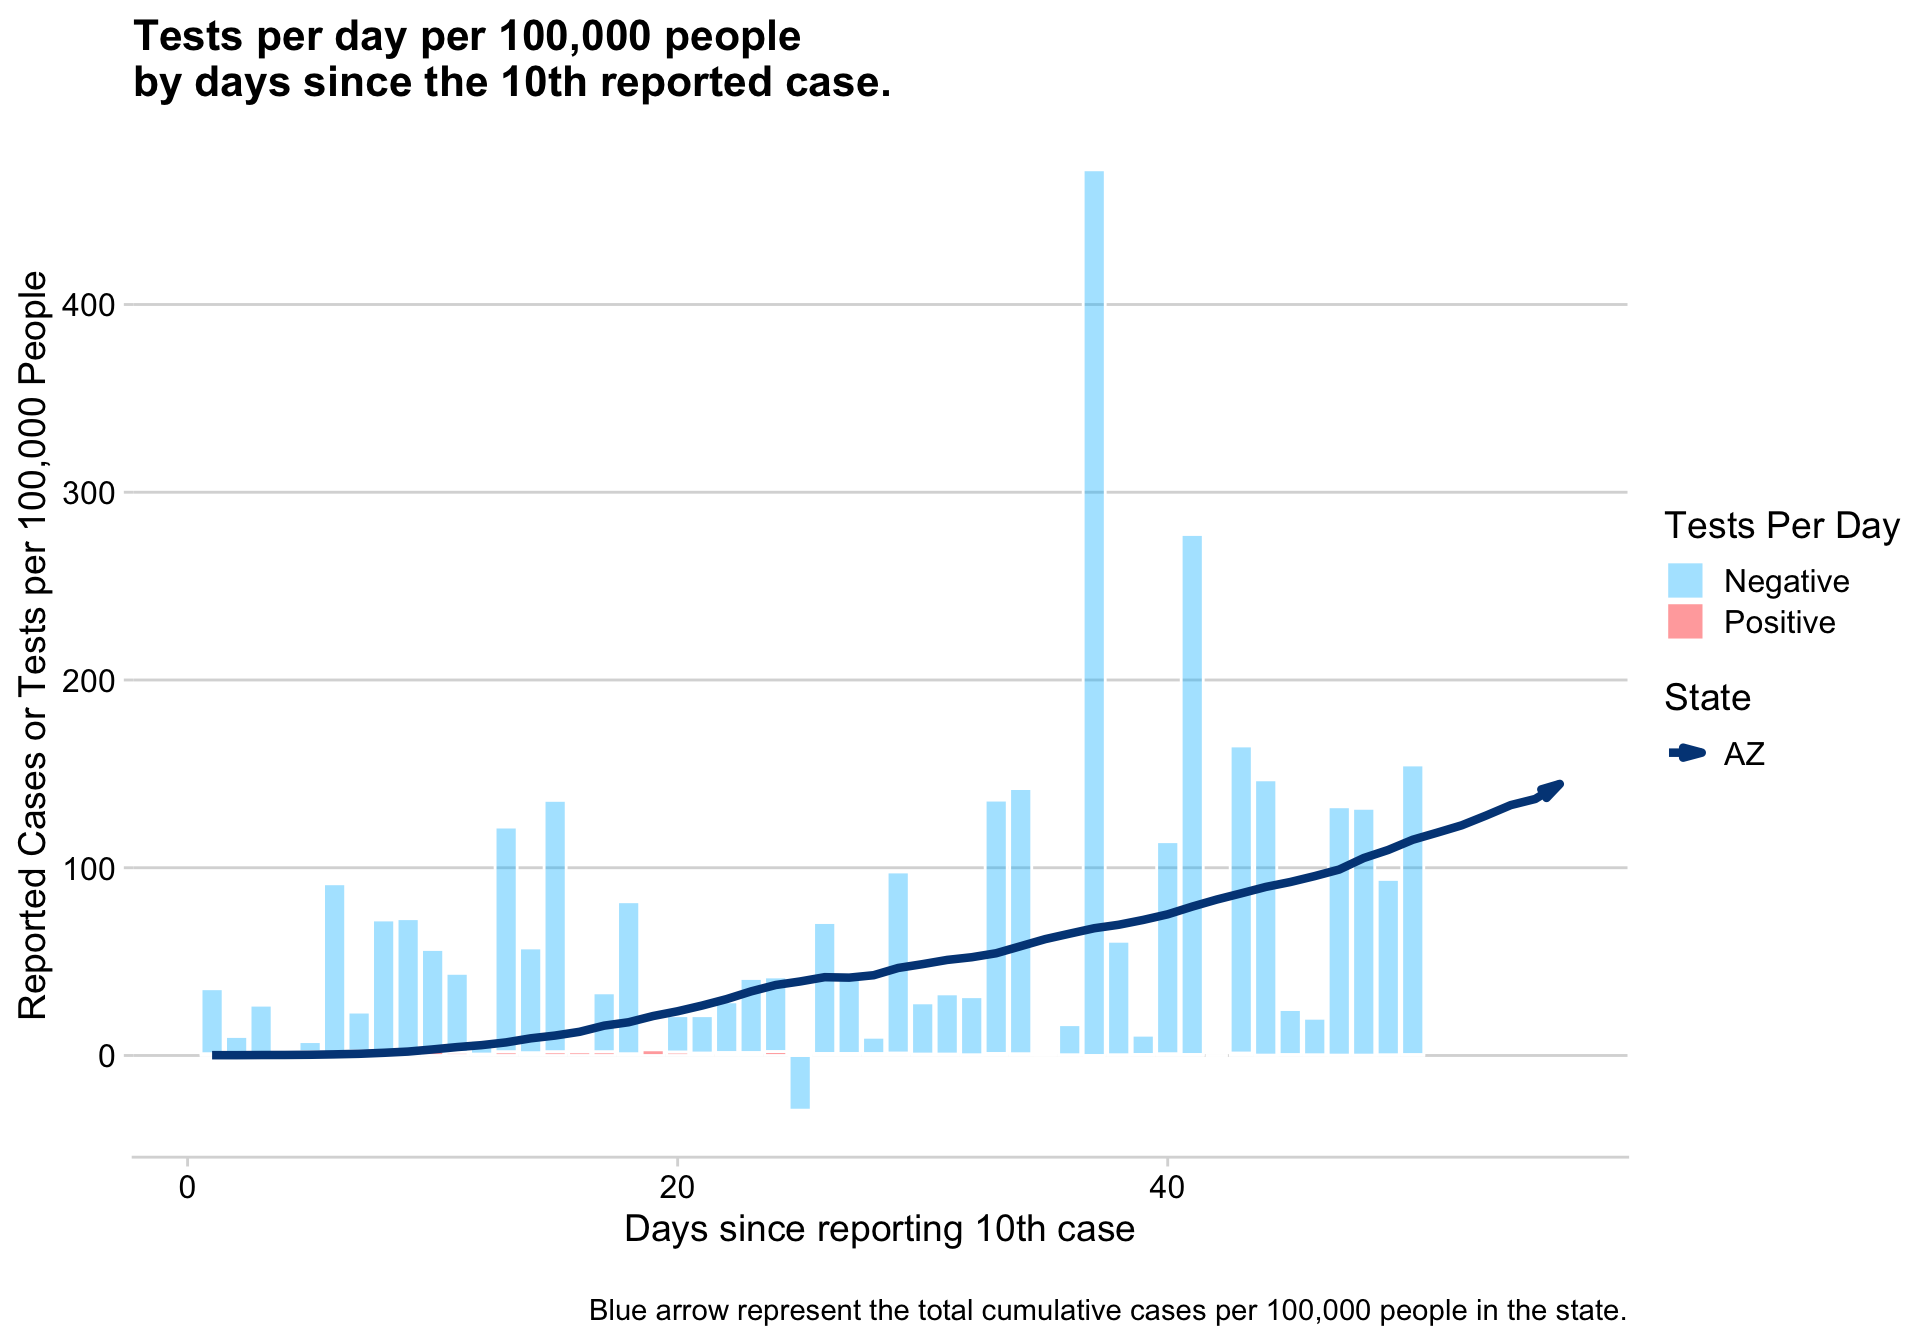 Tests per day per 100,000 people
by days since the 10th reported case.
Reported Cases or Tests per 100,000 People
400
300
200
100
0
0
20
40
Days since reporting 10th case
Tests Per Day
Negative
Positive
State
AZ
Blue arrow represent the total cumulative cases per 100,000 people in the state.